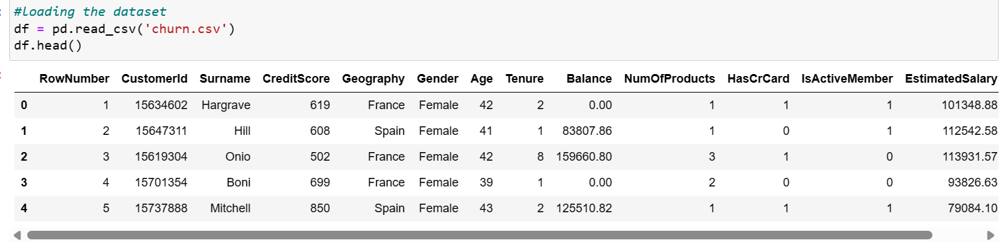 #loading the dataset
df = pd.read_csv('churn.csv')
df.head()
RowNumber CustomerId Surname CreditScore Geography Gender Age Tenure Balance NumOfProducts HasCrCard IsActiveMember EstimatedSalary
0 1 15634602 Hargrave 619 France Female 42 2 0.00 1 1 1 101348.88
1 2 15647311 Hill 608 Spain Female 41 1 83807.86 1 0 1 112542.58
2 3 15619304 Onio 502 France Female 42 8 159660.80 3 1 0 113931.57
3 4 15701354 Boni 699 France Female 39 1 0.00 2 0 0 93826.63
4 5 15737888 Mitchell 850 Spain Female 43 2 125510.82 1 1 1 79084.10